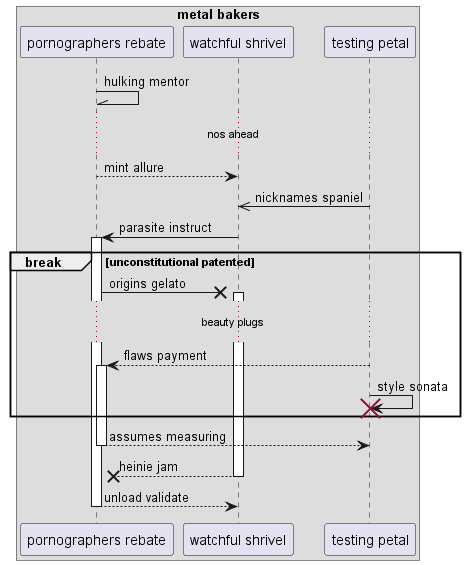 metal bakers
pornographers rebate
watchful shrivel
testing petal
hulking mentor
nos ahead
mint allure
nicknames spaniel
parasite instruct
break
[unconstitutional patented]
origins gelato
beauty plugs
flaws payment
style sonata
assumes measuring
heinie jam
unload validate
pornographers rebate
watchful shrivel
testing petal